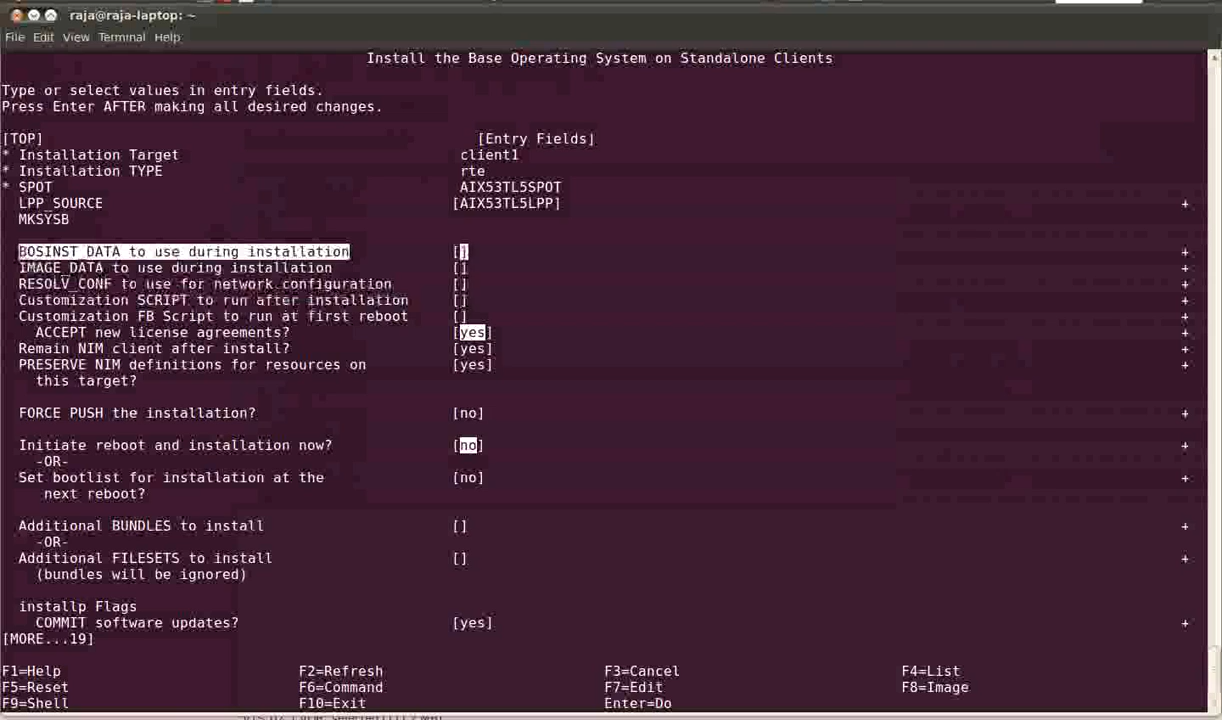 raja@raja-laptop: ~
File Edit View Terminal Help
Install the Base Operating System on Standalone Clients
Type or select values in entry fields.
Press Enter AFTER making all desired changes.
[TOP] [Entry Fields]
* Installation Target client1
* Installation TYPE rte
* SPOT AIX53TL5SPOT
LPP_SOURCE [AIX53TL5LPP] +
MKSYSB
BOSINST_DATA to use during installation [] +
IMAGE_DATA to use during installation [] +
RESOLV_CONF to use for network configuration [] +
Customization SCRIPT to run after installation [] +
Customization FB Script to run at first reboot [] +
ACCEPT new license agreements? [yes] +
Remain NIM client after install? [yes] +
PRESERVE NIM definitions for resources on [yes] +
this target?
FORCE PUSH the installation? [no] +
Initiate reboot and installation now? [no] +
-OR-
Set bootlist for installation at the [no] +
next reboot?
Additional BUNDLES to install [] +
-OR-
Additional FILESETS to install [] +
(bundles will be ignored)
installp Flags
COMMIT software updates? [yes] +
[MORE...19]
F1=Help F2=Refresh F3=Cancel F4=List
F5=Reset F6=Command F7=Edit F8=Image
F9=Shell F10=Exit Enter=Do